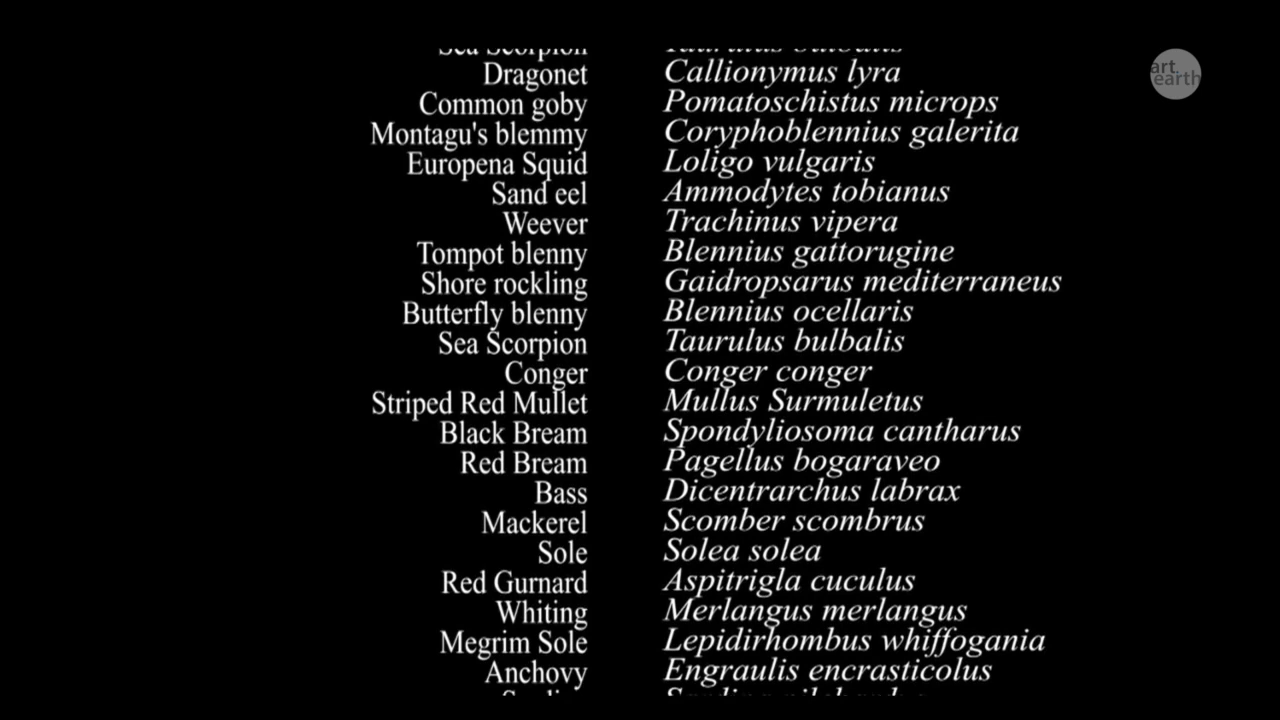 Sea Scorpion Taurulus bulbalis
Dragonet Callionymus lyra
Common goby Pomatoschistus microps
Montagu's blemmy Coryphoblennius galerita
Europena Squid Loligo vulgaris
Sand eel Ammodytes tobianus
Weever Trachinus vipera
Tompot blenny Blennius gattorugine
Shore rockling Gaidropsarus mediterraneus
Butterfly blenny Blennius ocellaris
Sea Scorpion Taurulus bulbalis
Conger Conger conger
Striped Red Mullet Mullus Surmuletus
Black Bream Spondyliosoma cantharus
Red Bream Pagellus bogaraveo
Bass Dicentrarchus labrax
Mackerel Scomber scombrus
Sole Solea solea
Red Gurnard Aspitrigla cuculus
Whiting Merlangus merlangus
Megrim Sole Lepidirhombus whiffogania
Anchovy Engraulis encrasticolus
art
earth